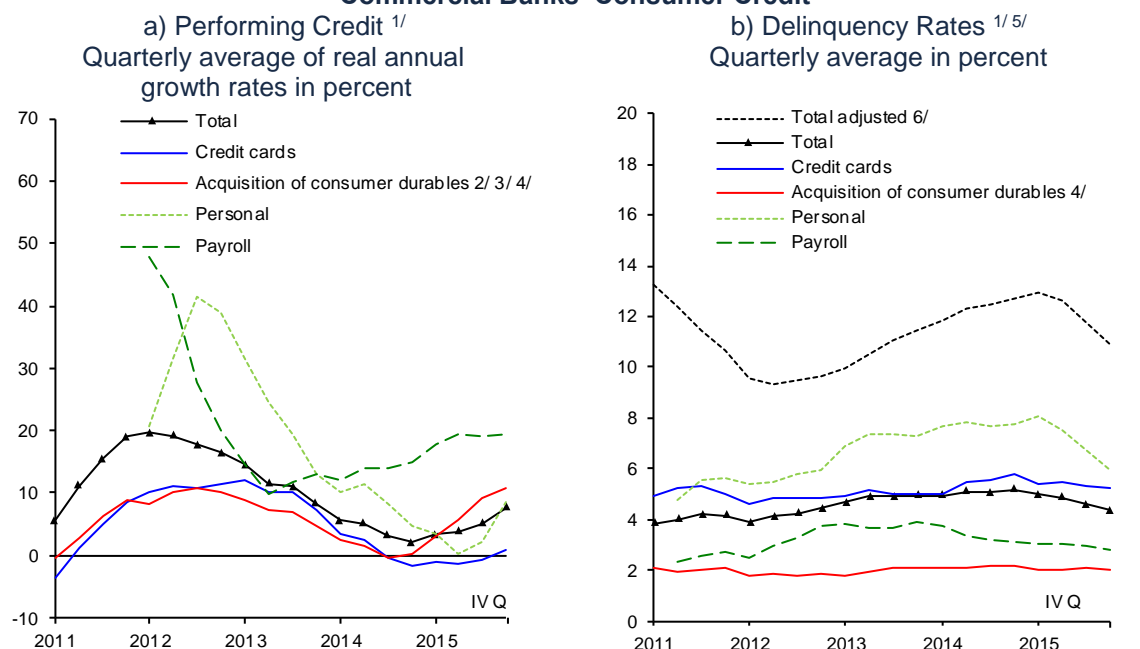 Commercial Banks' Consumer Credit
a) Performing Credit 1/
Quarterly average of real annual
growth rates in percent
70
60
50
40
30
20
10
0
-10
Total
Credit cards
Acquisition of consumer durables 2/ 3/ 4/
Personal
Payroll
IV Q
2011 2012 2013 2014 2015
b) Delinquency Rates 1/ 5/
Quarterly average in percent
20
18
16
14
12
10
8
6
4
2
0
Total adjusted 6/
Total
Credit cards
Acquisition of consumer durables 4/
Personal
Payroll
IV Q
2011 2012 2013 2014 2015